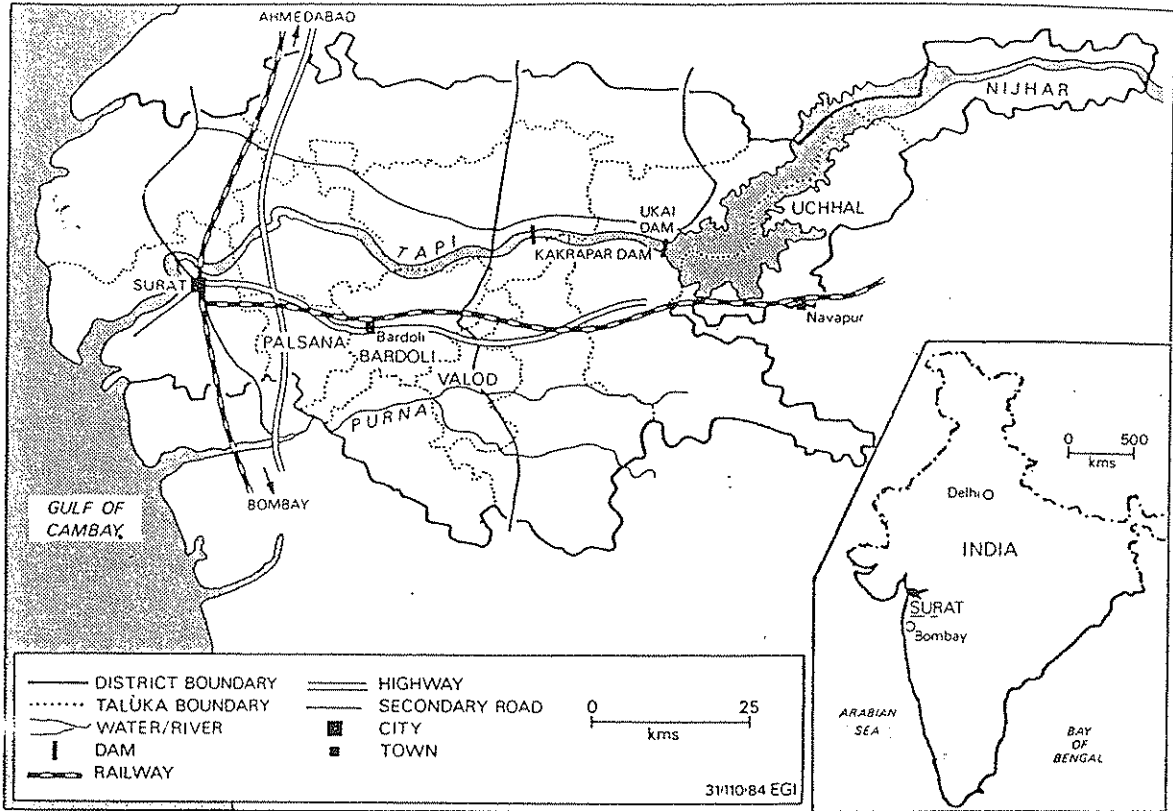 AHMEDABAD
NIJHAR
UCHHAL
UKAI
DAM
TAPI
KAKRAPAR DAM
SURAT
Navapur
PALSANA
Bardoli
BARDOLI
VALOD
PURNA
BOMBAY
GULF OF
CAMBAY
0 500
kms
Delhi
INDIA
SURAT
Bombay
ARABIAN
SEA
BAY
OF
BENGAL
DISTRICT BOUNDARY
TALÙKA BOUNDARY
WATER/RIVER
DAM
RAILWAY
HIGHWAY
SECONDARY ROAD
CITY
TOWN
0 25
kms
31·110·84 EGI